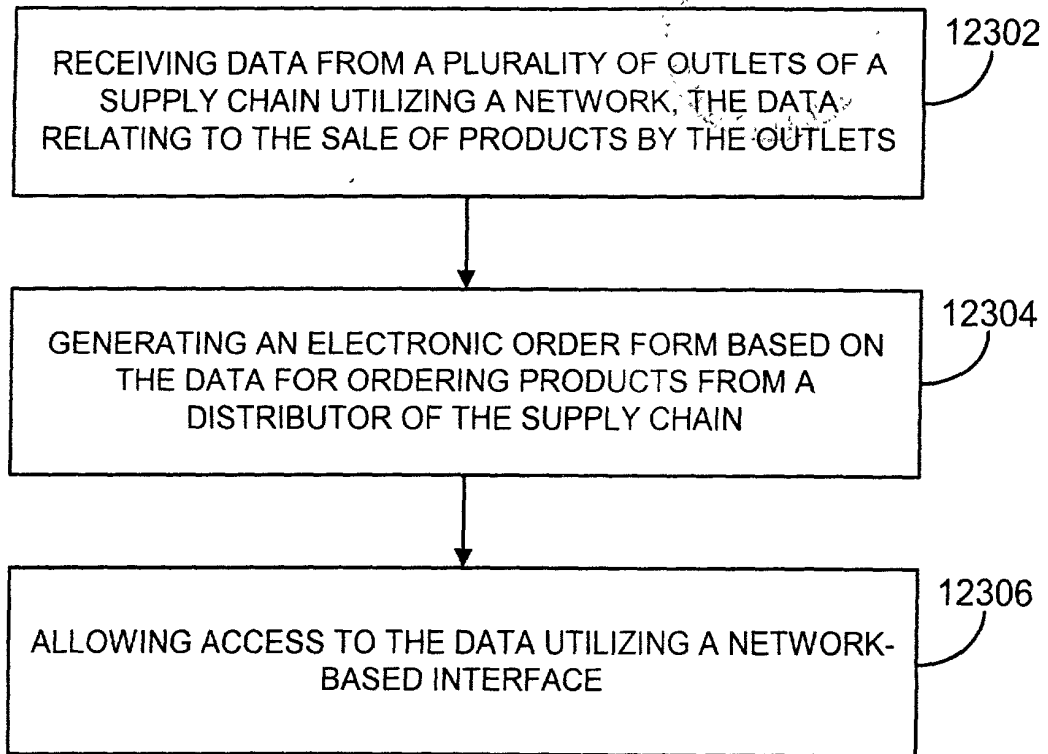 12302
RECEIVING DATA FROM A PLURALITY OF OUTLETS OF A
SUPPLY CHAIN UTILIZING A NETWORK, THE DATA
RELATING TO THE SALE OF PRODUCTS BY THE OUTLETS
12304
GENERATING AN ELECTRONIC ORDER FORM BASED ON
THE DATA FOR ORDERING PRODUCTS FROM A
DISTRIBUTOR OF THE SUPPLY CHAIN
12306
ALLOWING ACCESS TO THE DATA UTILIZING A NETWORK-
BASED INTERFACE